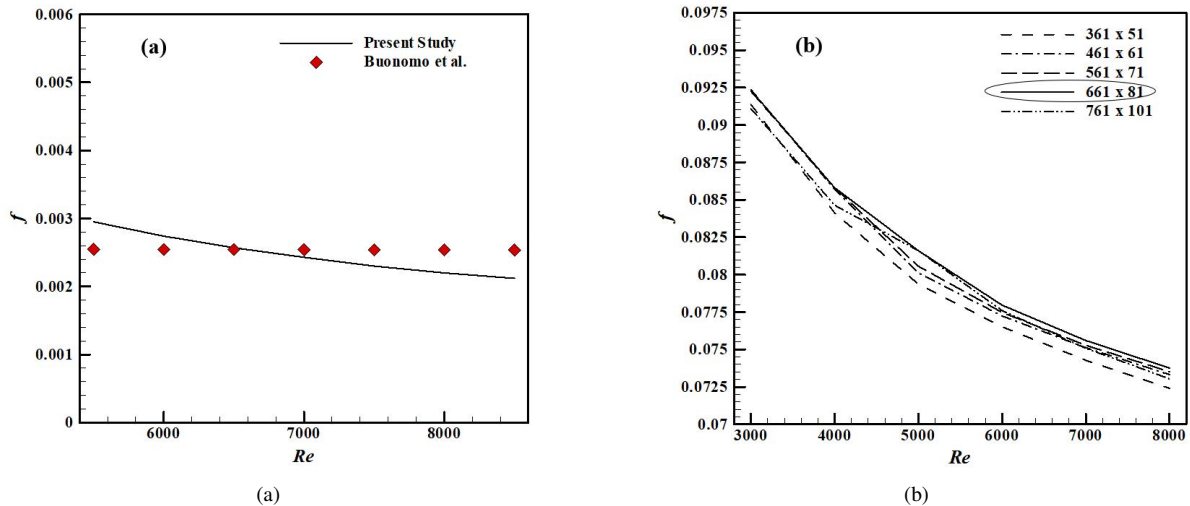 (a)
Present Study
Buonomo et al.
0.006
0.005
0.004
0.003
0.002
0.001
0
f
6000
7000
8000
Re
(a)
(b)
361 x 51
461 x 61
561 x 71
661 x 81
761 x 101
0.0975
0.095
0.0925
0.09
0.0875
0.085
0.0825
0.08
0.0775
0.075
0.0725
0.07
f
3000
4000
5000
6000
7000
8000
Re
(b)